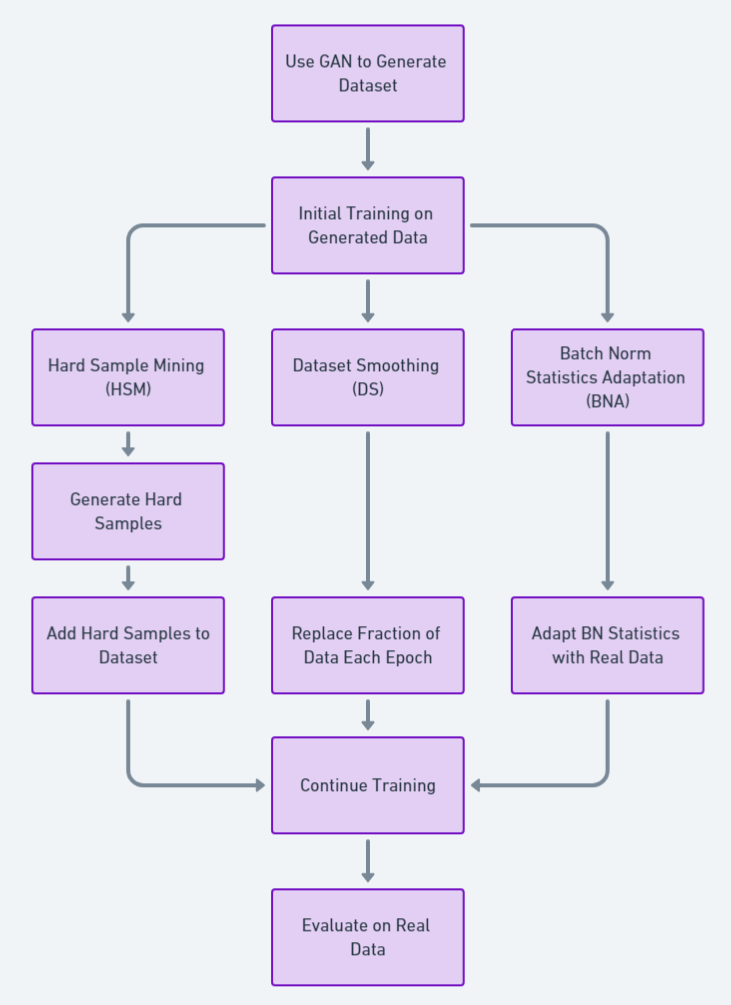 Use GAN to Generate
Dataset
Initial Training on
Generated Data
Hard Sample Mining
(HSM)
Dataset Smoothing
(DS)
Batch Norm
Statistics Adaptation
(BNA)
Generate Hard
Samples
Add Hard Samples to
Dataset
Replace Fraction of
Data Each Epoch
Adapt BN Statistics
with Real Data
Continue Training
Evaluate on Real
Data